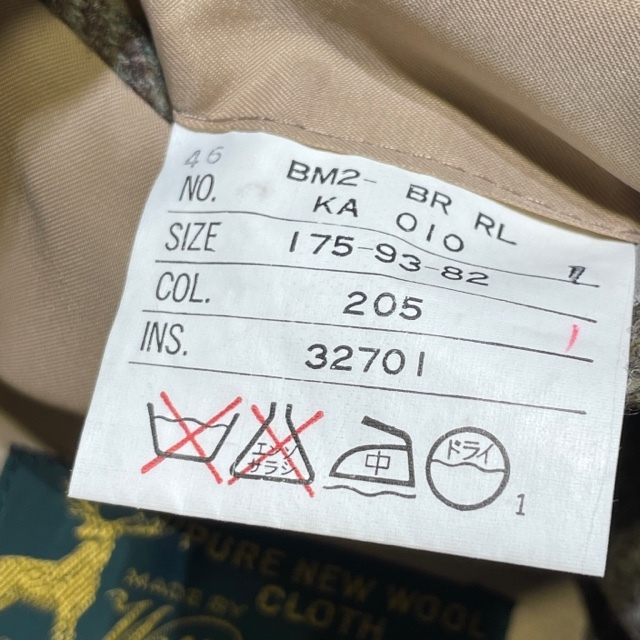 46
NO. BM2- BR RL
KA 010
SIZE 175-93-82
COL. 205
INS. 32701
エンソ
サラシ
中
ドライ
1
PURE NEW WOOL
MADE BY
CLOTH